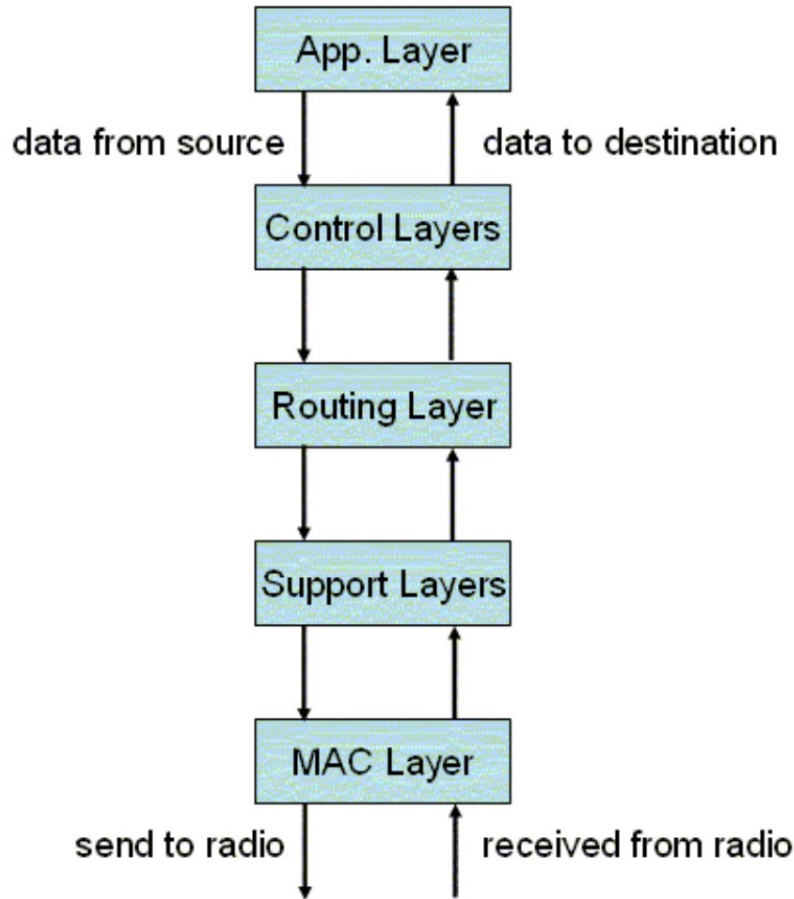 App. Layer
data from source
data to destination
Control Layers
Routing Layer
Support Layers
MAC Layer
send to radio
received from radio